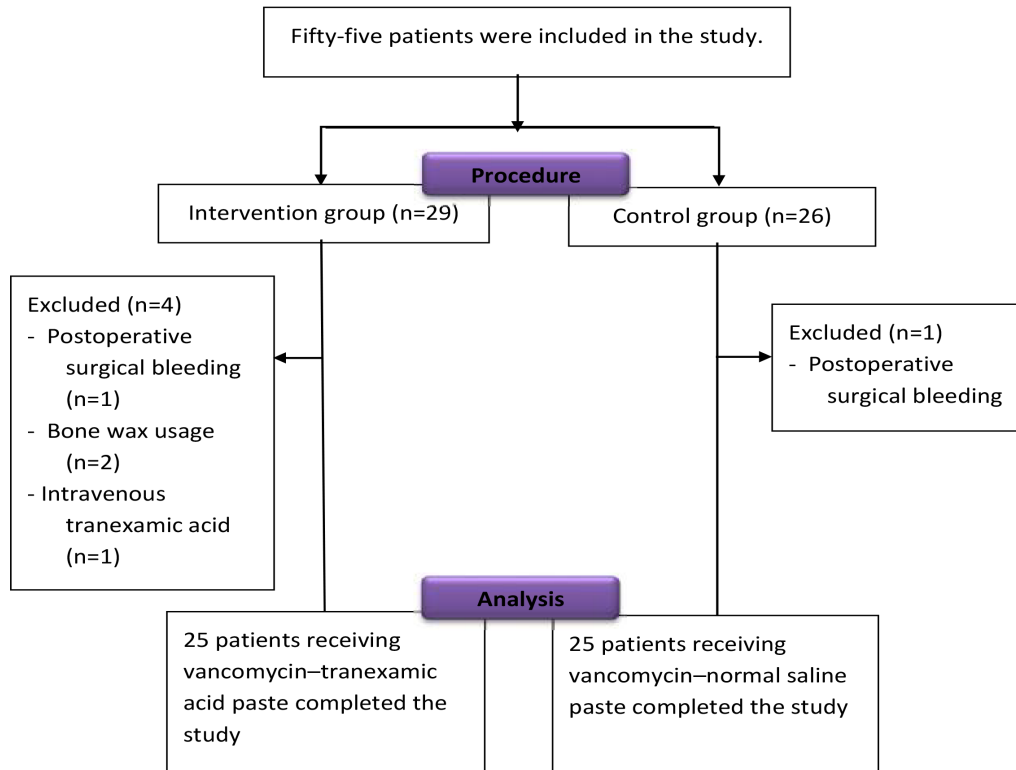 Fifty-five patients were included in the study.
Procedure
Intervention group (n=29)
Control group (n=26)
Excluded (n=4)
- Postoperative
surgical bleeding
(n=1)
- Bone wax usage
(n=2)
- Intravenous
tranexamic acid
(n=1)
Excluded (n=1)
- Postoperative
surgical bleeding
Analysis
25 patients receiving
vancomycin–tranexamic
acid paste completed the
study
25 patients receiving
vancomycin–normal saline
paste completed the study